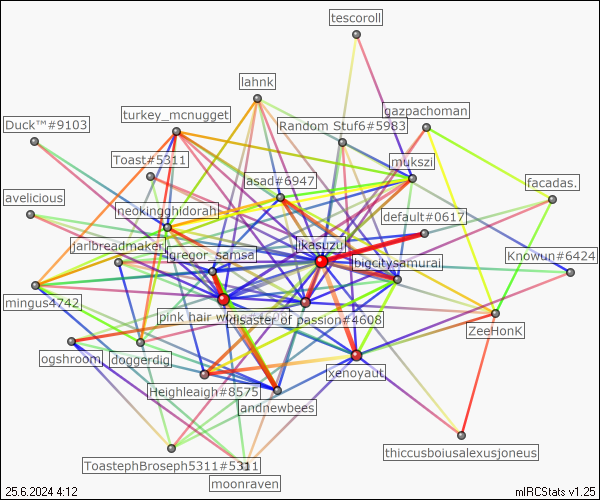 tescoroll
lahnk
turkey_mcnugget
gazpachoman
Duck™#9103
Random Stuf6#5983
Toast#5311
mukszi
asad#6947
facadas.
avelicious
neokingghidorah
default#0617
jarlbreadmaker
ikasuzu
igregor_samsa
bigcitysamurai
Knowun#6424
mingus4742
pink hair
disaster of passion#4608
ZeeHonK
ogshroom
doggerdig
xenoyaut
Heighleigh#8575
andnewbees
thiccusboiusalexusjoneus
ToastephBroseph5311#5311
moonraven
25.6.2024 4:12
mIRCStats v1.25